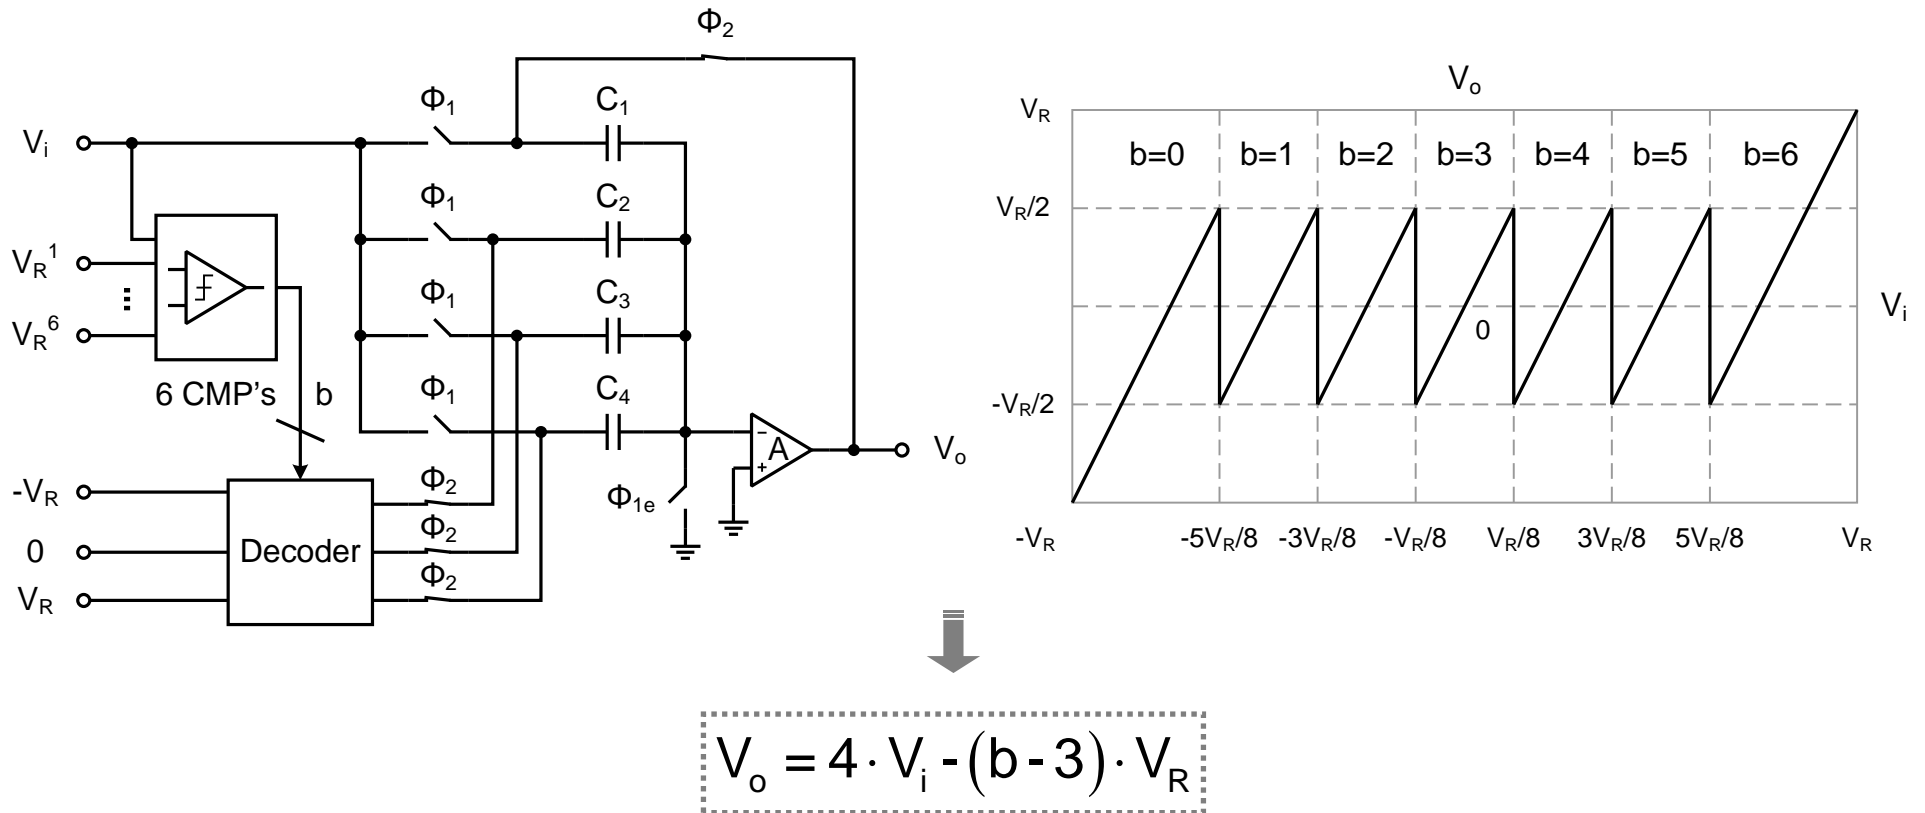 Φ2
Φ1
C1
Vi
Φ1
C2
VR1
Φ1
C3
...
VR6
Φ1
C4
6 CMP's
b
A
-
+
Vo
-VR
Φ2
Φ1e
0
Decoder
Φ2
VR
Φ2
Vo
VR
b=0 b=1 b=2 b=3 b=4 b=5 b=6
VR/2
Vi
0
-VR/2
-VR -5VR/8 -3VR/8 -VR/8 VR/8 3VR/8 5VR/8 VR
Vo = 4 · Vi - (b - 3) · VR